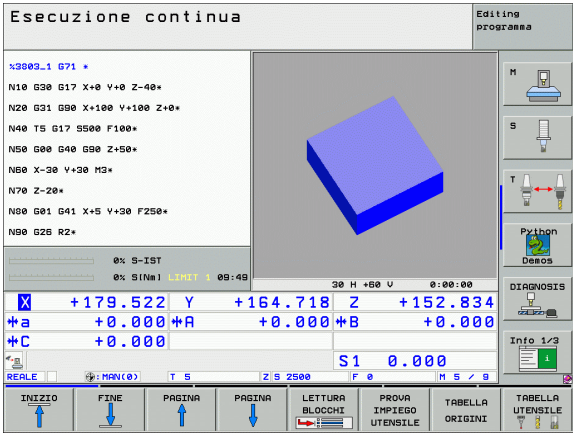 Esecuzione continua
Editing
programma
%3803_1 G71 *
N10 G30 G17 X+0 Y+0 Z-40*
N20 G31 G90 X+100 Y+100 Z+0*
N40 T5 G17 S500 F100*
N50 G00 G40 G90 Z+50*
N60 X-30 Y+30 M3*
N70 Z-20*
N80 G01 G41 X+5 Y+30 F250*
N90 G26 R2*
0% S-IST
0% S[Nm] LIMIT 1 09:49
30 H +60 V 0:00:00
X +179.522 Y +164.718 Z +152.834
a +0.000 A +0.000 B +0.000
C +0.000
S1 0.000
REALE :MAN(0) T 5 Z S 2500 F 0 M 5 / 9
M
S
T
Python
Demos
DIAGNOSIS
Info 1/3
i
INIZIO
FINE
PAGINA
PAGINA
LETTURA
BLOCCHI
PROVA
IMPIEGO
UTENSILE
TABELLA
ORIGINI
TABELLA
UTENSILE